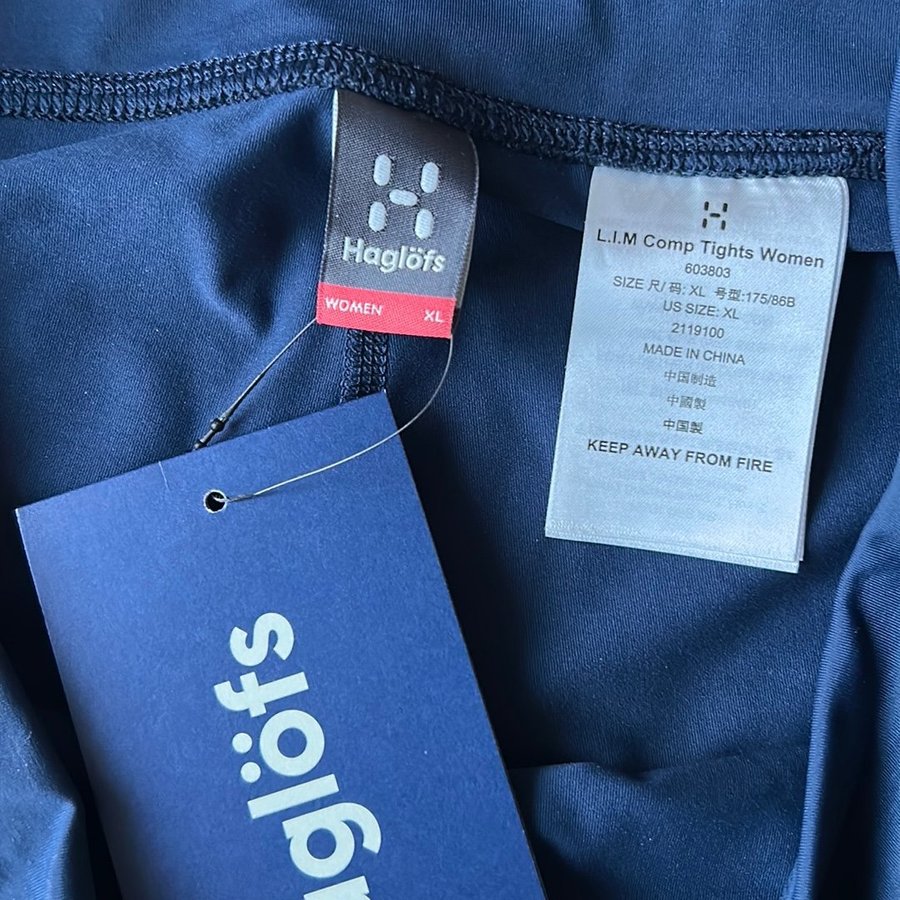 Haglöfs
WOMEN XL
L.I.M Comp Tights Women
603803
SIZE 尺/码: XL 号型:175/86B
US SIZE: XL
2119100
MADE IN CHINA
中国制造
中國製
中国製
KEEP AWAY FROM FIRE
aglöfs